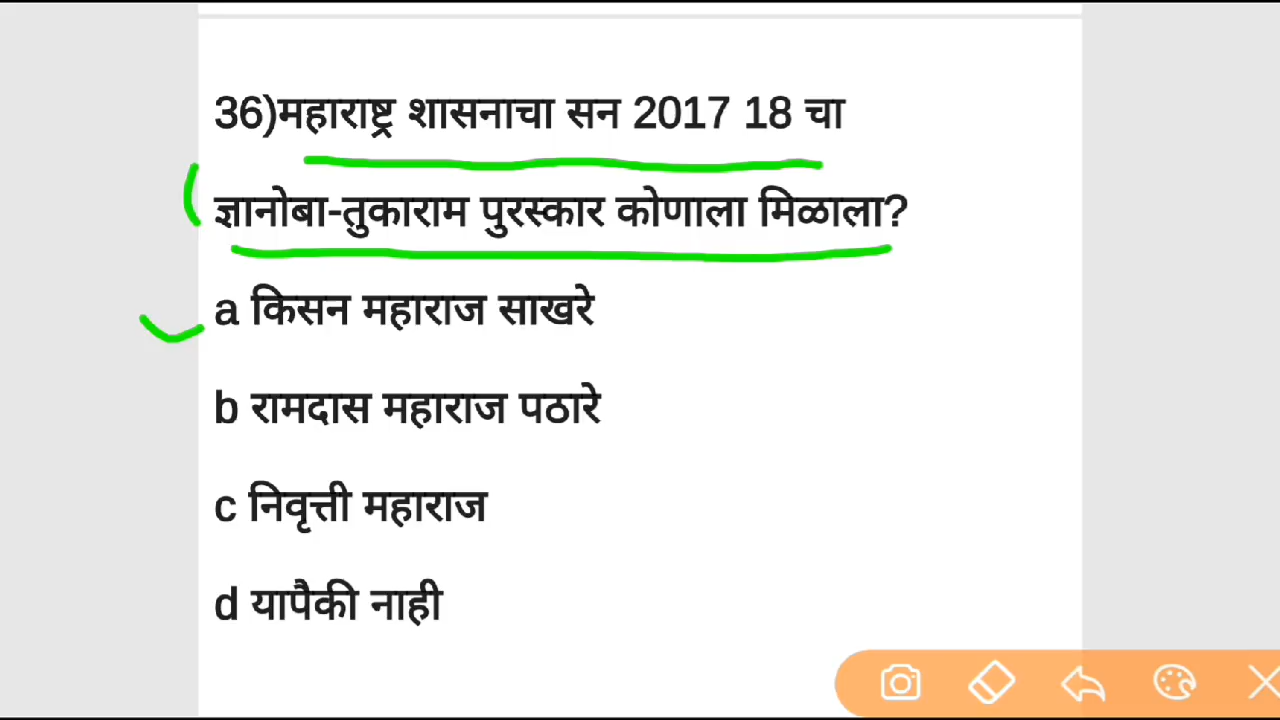 36)महाराष्ट्र शासनाचा सन 2017 18 चा
ज्ञानोबा-तुकाराम पुरस्कार कोणाला मिळाला?
a किसन महाराज साखरे
b रामदास महाराज पठारे
c निवृत्ती महाराज
d यापैकी नाही